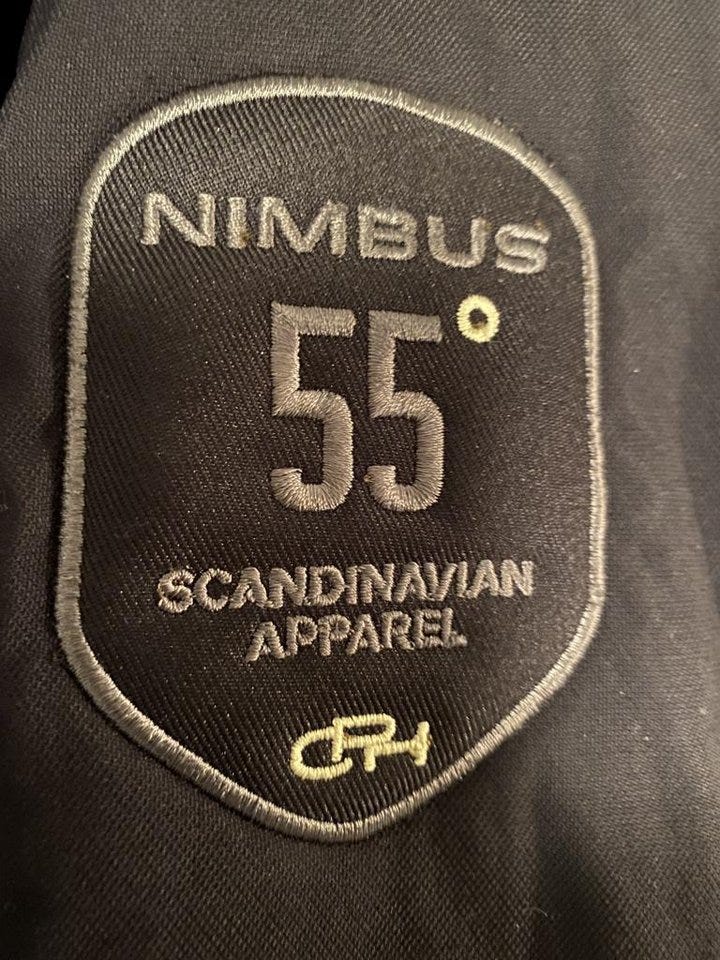 NIMBUS
55°
SCANDINAVIAN
APPAREL
CPH